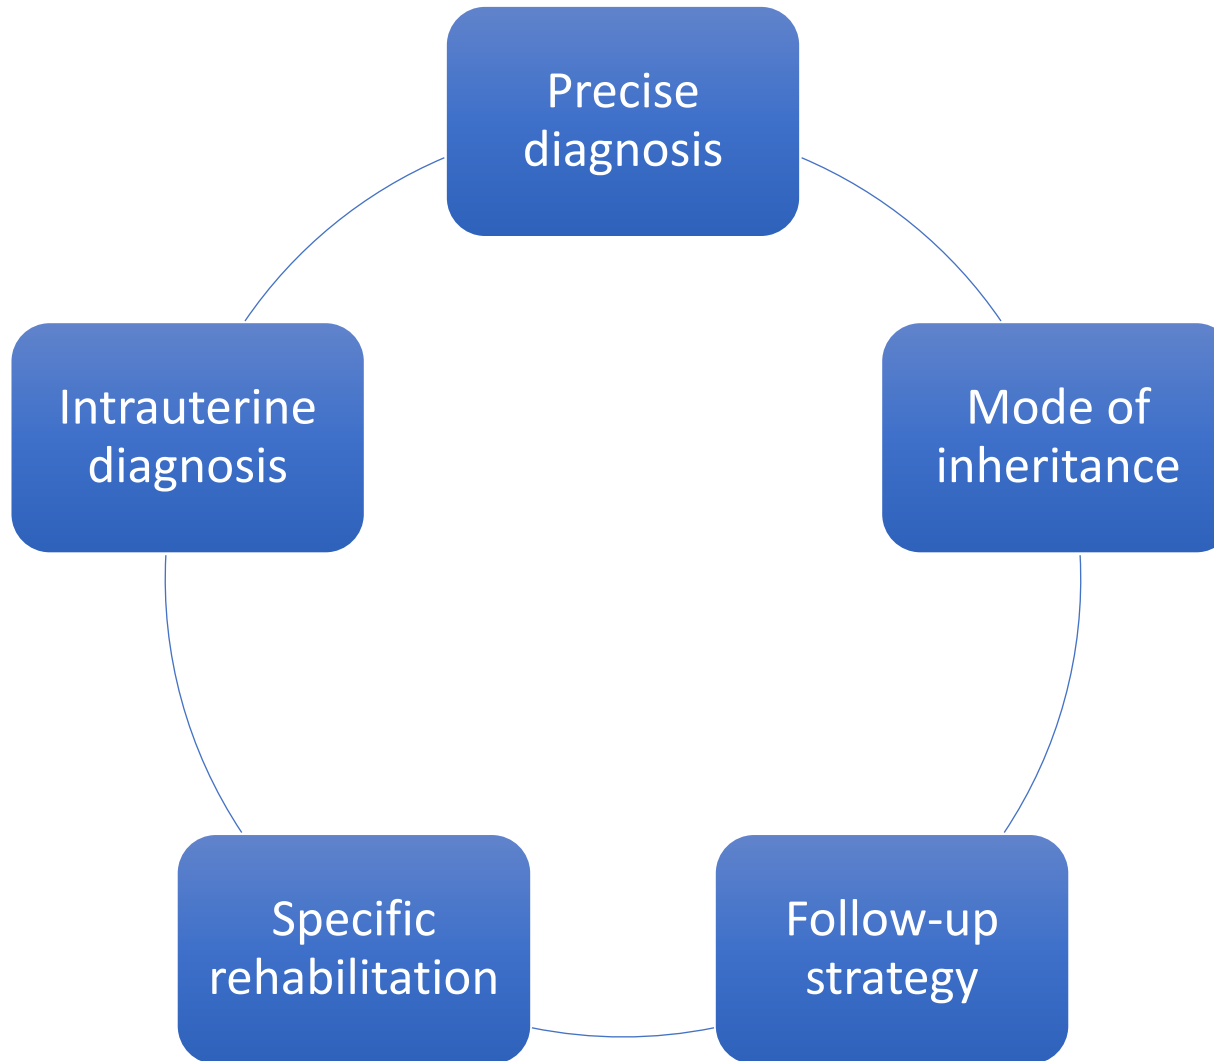 Precise
diagnosis
Mode of
inheritance
Follow-up
strategy
Specific
rehabilitation
Intrauterine
diagnosis